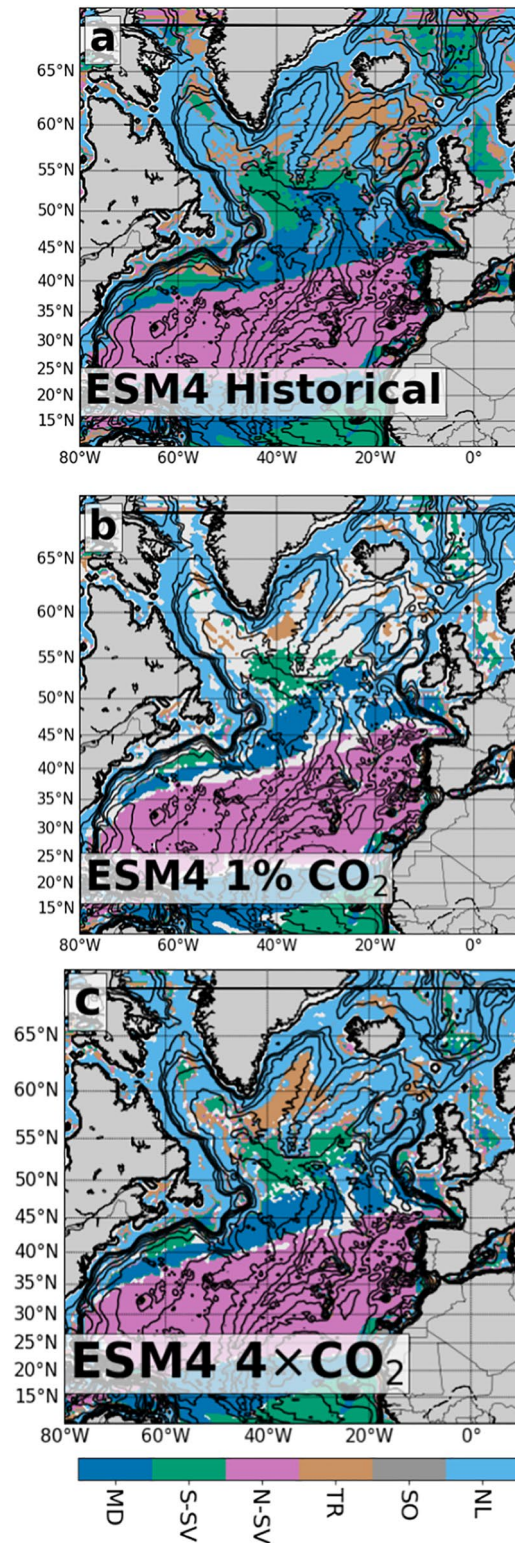 a
65°N
60°N
55°N
50°N
45°N
40°N
35°N
30°N
25°N
20°N
15°N
ESM4 Historical
80°W 60°W 40°W 20°W 0°
b
65°N
60°N
55°N
50°N
45°N
40°N
35°N
30°N
25°N
20°N
15°N
ESM4 1% CO₂
80°W 60°W 40°W 20°W 0°
c
65°N
60°N
55°N
50°N
45°N
40°N
35°N
30°N
25°N
20°N
15°N
ESM4 4×CO₂
80°W 60°W 40°W 20°W 0°
MD S-SV N-SV TR SO NL